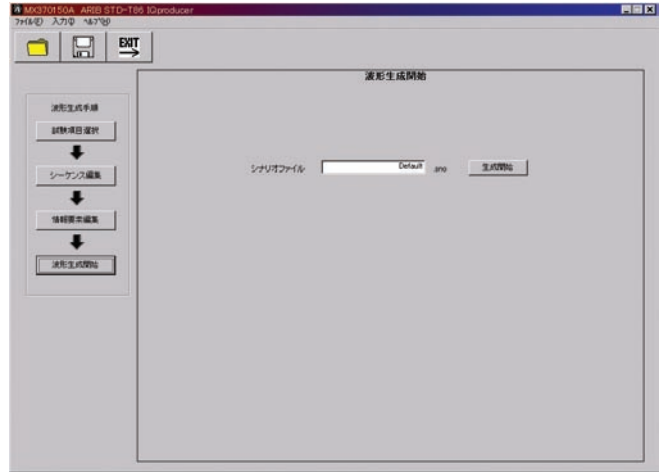 MX370150A ARIB STD-T86 IQproducer
ファイル(F) 入力(I) ヘルプ(H)
EXIT
波形生成開始
波形生成手順
試験項目選択
シーケンス編集
情報要素編集
波形生成開始
シナリオファイル Default .ano 生成開始